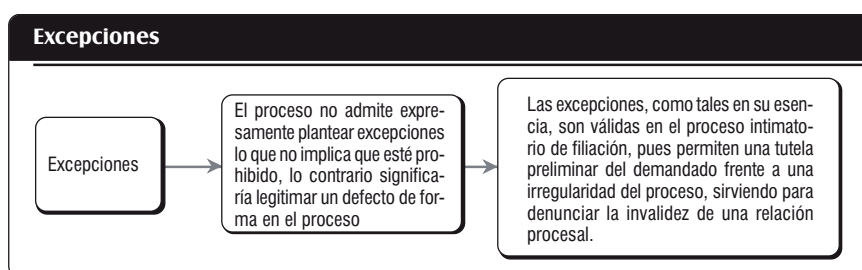 Excepciones
Excepciones
El proceso no admite expre-
samente plantear excepciones
lo que no implica que esté pro-
hibido, lo contrario significa-
ría legitimar un defecto de for-
ma en el proceso
Las excepciones, como tales en su esen-
cia, son válidas en el proceso intimato-
rio de filiación, pues permiten una tutela
preliminar del demandado frente a una
irregularidad del proceso, sirviendo para
denunciar la invalidez de una relación
procesal.